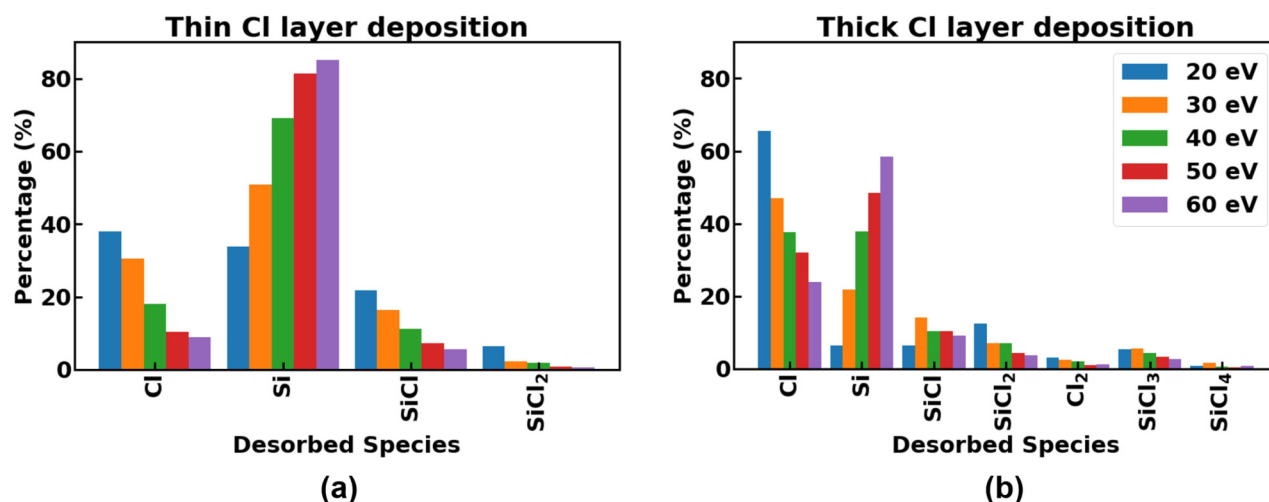 Thin Cl layer deposition
Percentage (%)
80
60
40
20
0
Cl
Si
SiCl
SiCl₂
Desorbed Species
(a)
Thick Cl layer deposition
Percentage (%)
80
60
40
20
0
20 eV
30 eV
40 eV
50 eV
60 eV
Cl
Si
SiCl
SiCl₂
Cl₂
SiCl₃
SiCl₄
Desorbed Species
(b)